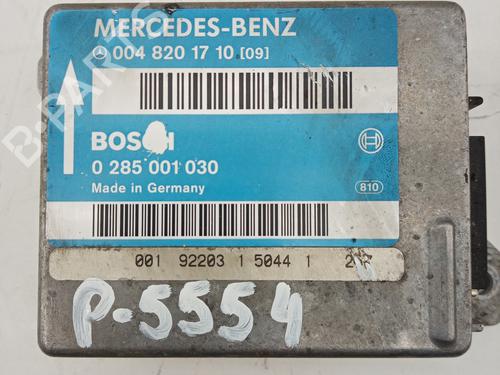 MERCEDES-BENZ
004 820 17 10 [09]
BOSCH
0 285 001 030
Made in Germany
810
001 92203 1 5044 1
P-5554
B-PARTS